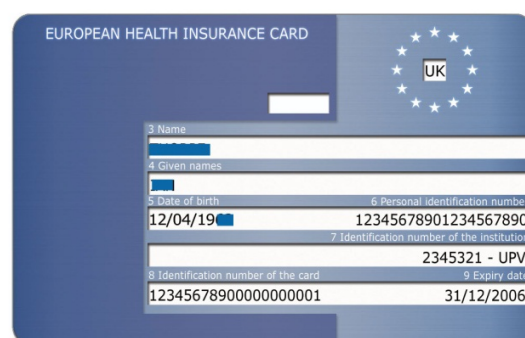 EUROPEAN HEALTH INSURANCE CARD
UK
3 Name
4 Given names
5 Date of birth 6 Personal identification number
12/04/19 12345678901234567890
7 Identification number of the institution
2345321 - UPV
8 Identification number of the card 9 Expiry date
12345678900000000001 31/12/2006